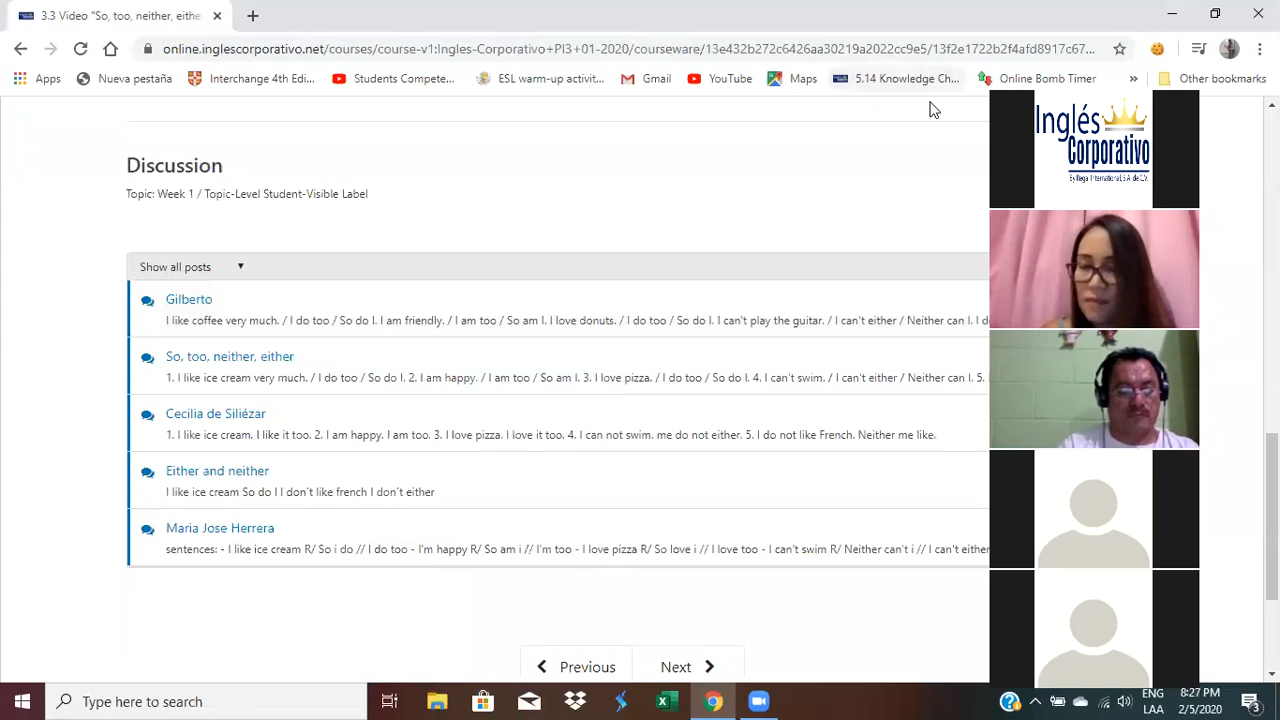 3.3 Video "So, too, neither, eithe
online.inglescorporativo.net/courses/course-v1:Ingles-Corporativo+PI3+01-2020/courseware/13e432b272c6426aa30219a2022cc9e5/13f2e1722b2f4afd8917c67...
Apps Nueva pestaña Interchange 4th Edi... Students Compete... ESL warm-up activit... Gmail YouTube Maps 5.14 Knowledge Ch... Online Bomb Timer » Other bookmarks
Inglés
Corporativo
Discussion
Topic: Week 1 / Topic-Level Student-Visible Label
Show all posts
Gilberto
I like coffee very much. / I do too / So do I. I am friendly. / I am too / So am I. I love donuts. / I do too / So do I. I can't play the guitar. / I can't either / Neither can I. I d
So, too, neither, either
1. I like ice cream very much. / I do too / So do I. 2. I am happy. / I am too / So am I. 3. I love pizza. / I do too / So do I. 4. I can't swim. / I can't either / Neither can I. 5. I
Cecilia de Siliézar
1. I like ice cream. I like it too. 2. I am happy. I am too. 3. I love pizza. I love it too. 4. I can not swim. me do not either. 5. I do not like French. Neither me like.
Either and neither
I like ice cream So do I I don´t like french I don´t either
Maria Jose Herrera
sentences: - I like ice cream R/ So i do // I do too - I'm happy R/ So am i // I'm too - I love pizza R/ So love i // I love too - I can't swim R/ Neither can't i // I can't either
Previous Next
Type here to search
ENG 8:27 PM
LAA 2/5/2020 3